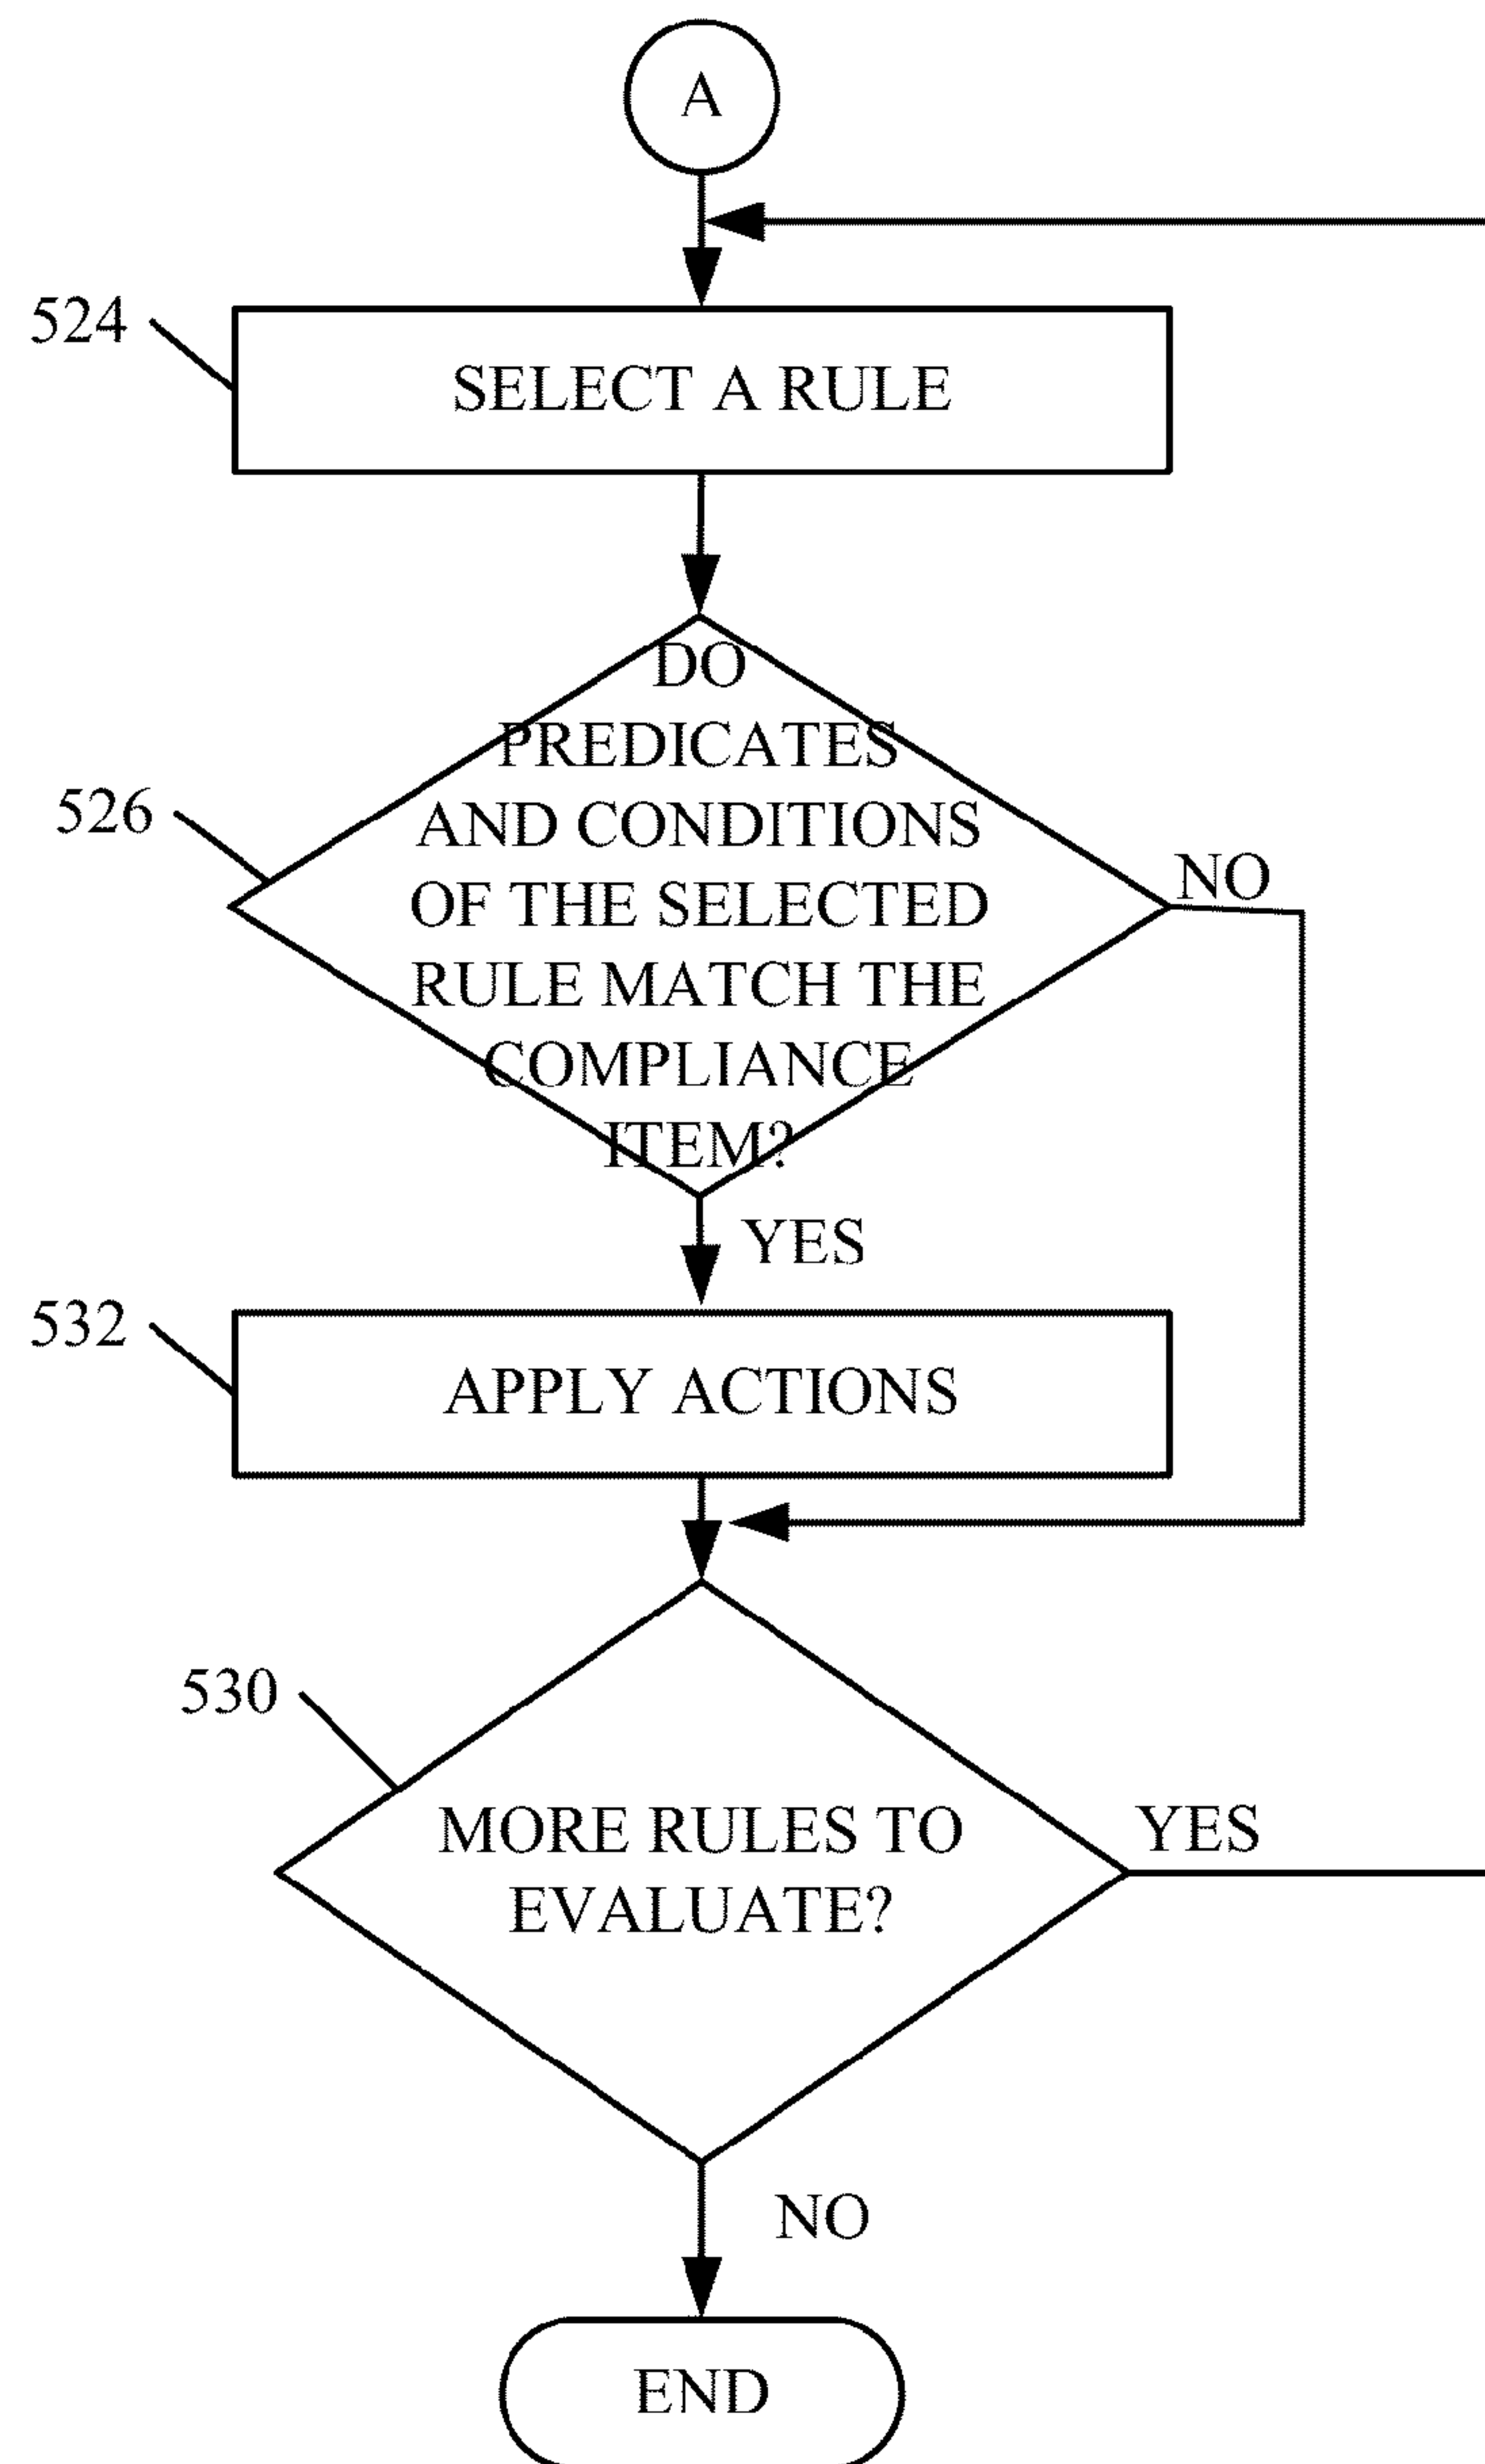 A
524
SELECT A RULE
526
DO
PREDICATES
AND CONDITIONS
OF THE SELECTED
RULE MATCH THE
COMPLIANCE
ITEM?
NO
YES
532
APPLY ACTIONS
530
MORE RULES TO
EVALUATE?
YES
NO
END